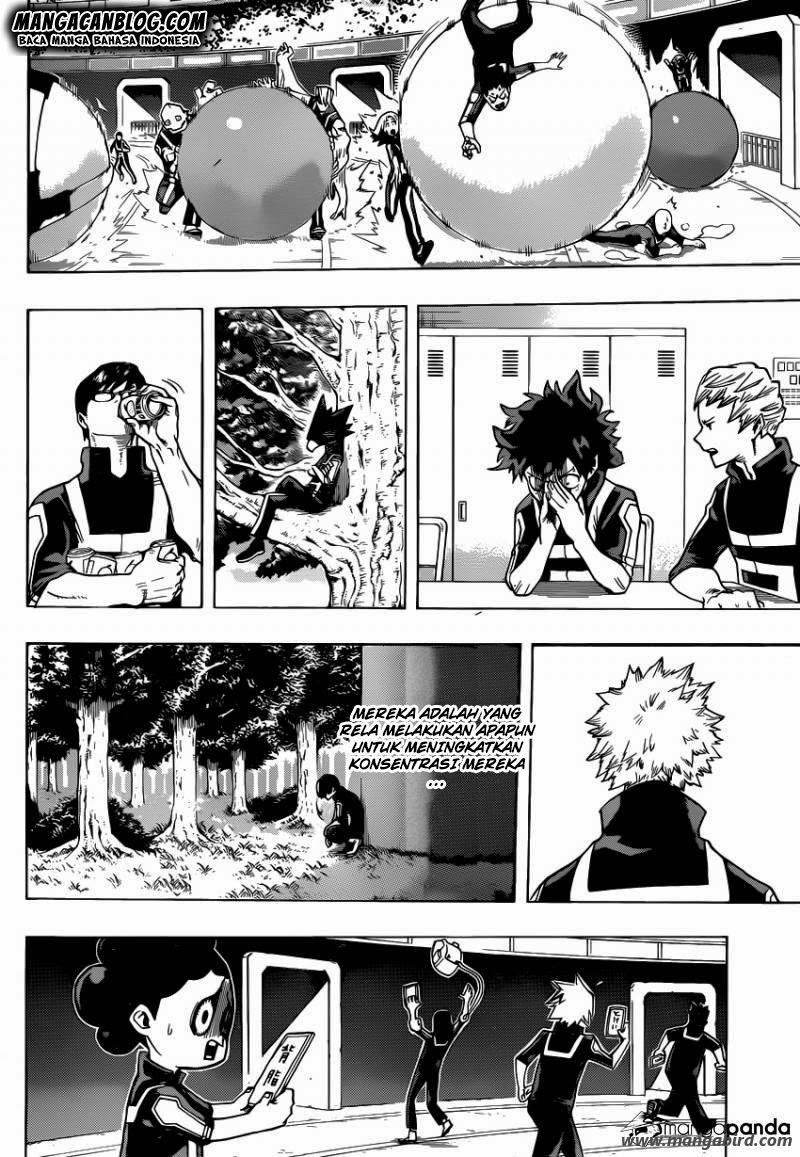 MANGACANBLOG.COM
BACA MANGA BAHASA INDONESIA
MEREKA ADALAH YANG
RELA MELAKUKAN APAPUN
UNTUK MENINGKATKAN
KONSENTRASI MEREKA
...
背
脂
mangapanda
www.mangabird.com